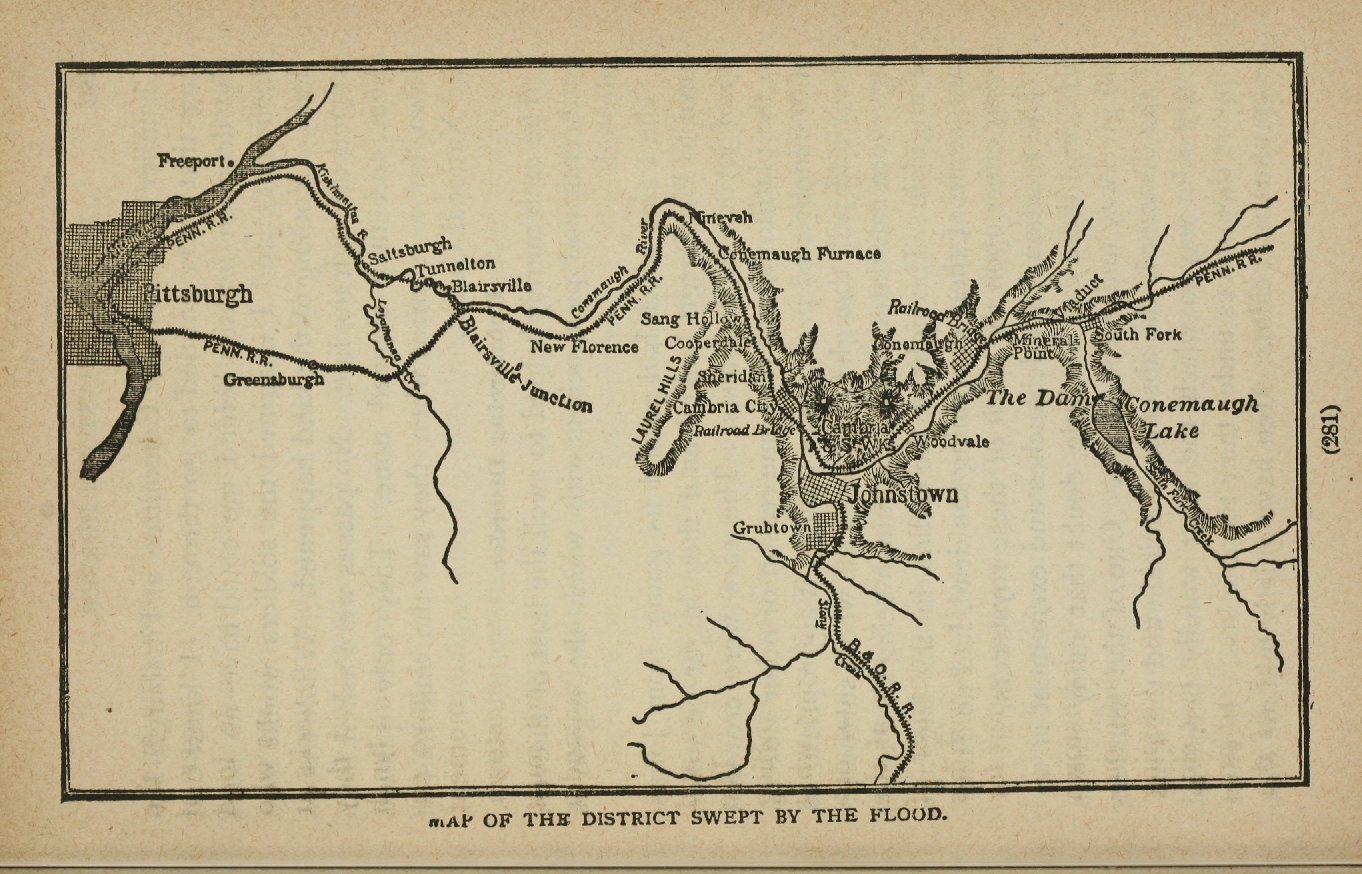 Freeport.
Kiskiminitas R.
PENN. R.R.
Saltsburgh
Tunnelton
Blairsville
Pittsburgh
PENN. R.R.
Greensburgh
Loyalhanna Cr.
Blairsville Junction
New Florence
Conemaugh River
PENN. R.R.
Nineveh
Conemaugh Furnace
Sang Hollow
Cooperdale
Sheridan
Cambria City
Railroad Bridge
LAUREL HILLS
Railroad Bridge
Conemaugh
Cambria
Woodvale
Johnstown
Grubtown
Stony
Creek
B. & O. R. R.
Viaduct
Mineral
Point
South Fork
PENN. R.R.
The Dam
Conemaugh
Lake
South Fork Creek
(281)
MAP OF THE DISTRICT SWEPT BY THE FLOOD.